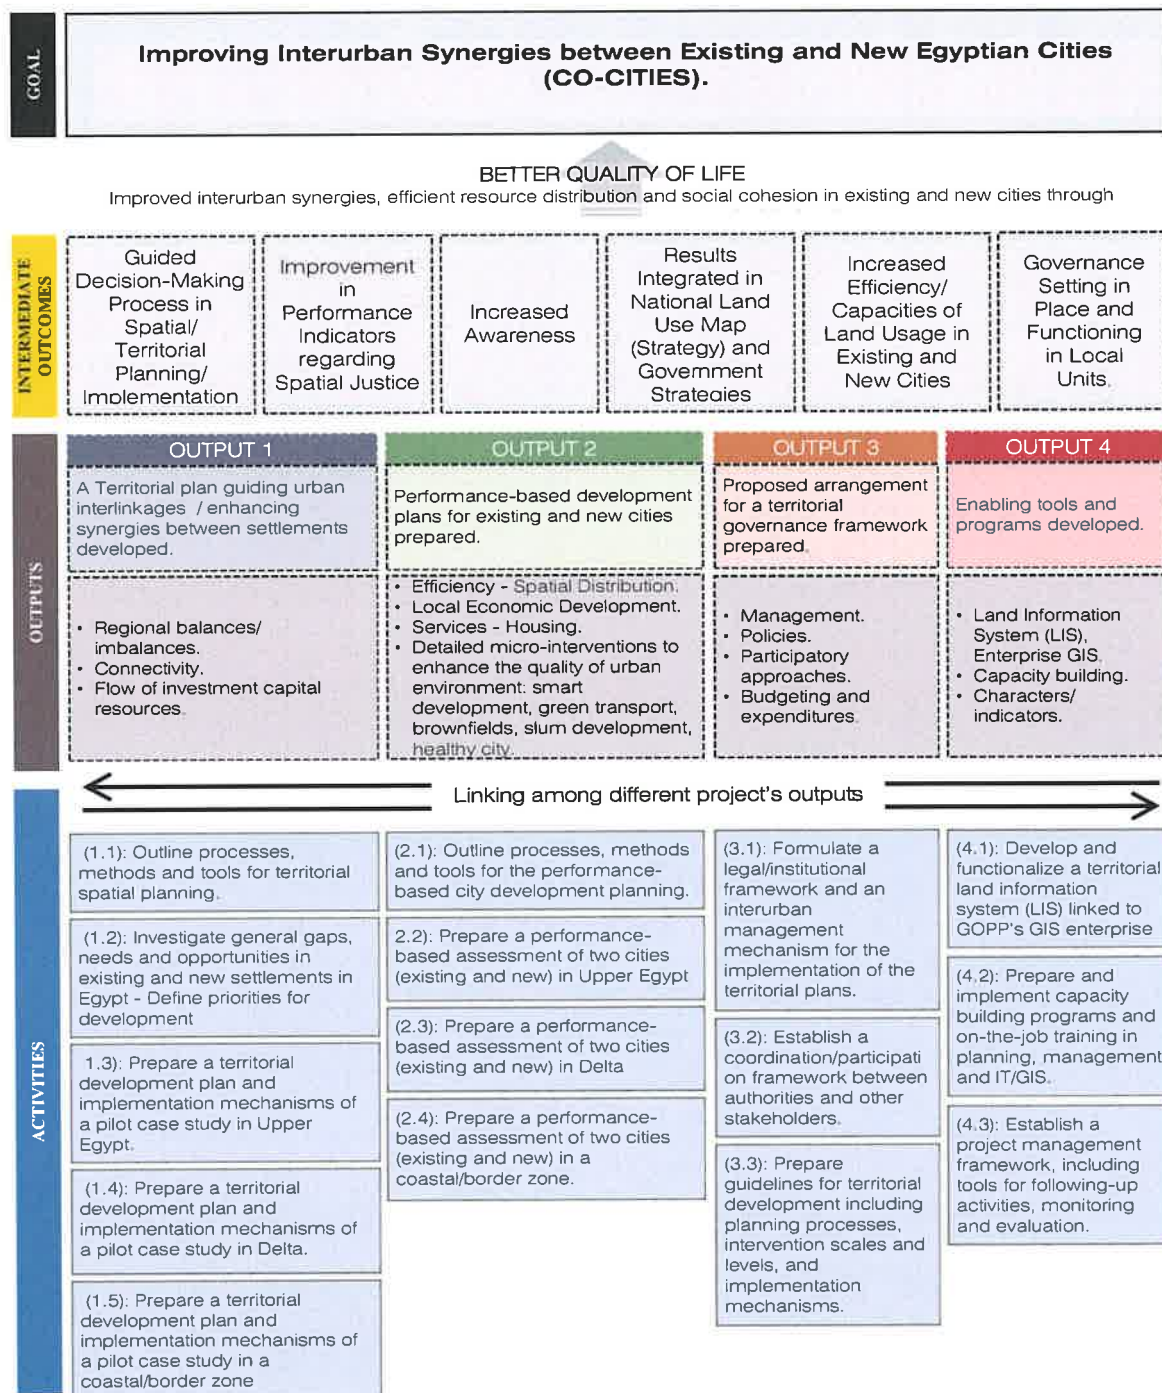 GOAL
Improving Interurban Synergies between Existing and New Egyptian Cities
(CO-CITIES).
BETTER QUALITY OF LIFE
Improved interurban synergies, efficient resource distribution and social cohesion in existing and new cities through
INTERMEDIATE
OUTCOMES
Guided
Decision-Making
Process in
Spatial/
Territorial
Planning/
Implementation
Improvement
in
Performance
Indicators
regarding
Spatial Justice
Increased
Awareness
Results
Integrated in
National Land
Use Map
(Strategy) and
Government
Strategies
Increased
Efficiency/
Capacities of
Land Usage in
Existing and
New Cities
Governance
Setting in
Place and
Functioning
in Local
Units.
OUTPUTS
OUTPUT 1
A Territorial plan guiding urban
interlinkages / enhancing
synergies between settlements
developed.
• Regional balances/
imbalances.
• Connectivity.
• Flow of investment capital
resources.
OUTPUT 2
Performance-based development
plans for existing and new cities
prepared.
• Efficiency - Spatial Distribution.
• Local Economic Development.
• Services - Housing.
• Detailed micro-interventions to
enhance the quality of urban
environment: smart
development, green transport,
brownfields, slum development,
healthy city.
OUTPUT 3
Proposed arrangement
for a territorial
governance framework
prepared.
• Management.
• Policies.
• Participatory
approaches.
• Budgeting and
expenditures.
OUTPUT 4
Enabling tools and
programs developed.
• Land Information
System (LIS),
Enterprise GIS.
• Capacity building.
• Characters/
indicators.
Linking among different project's outputs
ACTIVITIES
(1.1): Outline processes,
methods and tools for territorial
spatial planning.
(1.2): Investigate general gaps,
needs and opportunities in
existing and new settlements in
Egypt - Define priorities for
development
1.3): Prepare a territorial
development plan and
implementation mechanisms of
a pilot case study in Upper
Egypt.
(1.4): Prepare a territorial
development plan and
implementation mechanisms of
a pilot case study in Delta.
(1.5): Prepare a territorial
development plan and
implementation mechanisms of
a pilot case study in a
coastal/border zone
(2.1): Outline processes, methods
and tools for the performance-
based city development planning.
2.2): Prepare a performance-
based assessment of two cities
(existing and new) in Upper Egypt
(2.3): Prepare a performance-
based assessment of two cities
(existing and new) in Delta
(2.4): Prepare a performance-
based assessment of two cities
(existing and new) in a
coastal/border zone.
(3.1): Formulate a
legal/institutional
framework and an
interurban
management
mechanism for the
implementation of the
territorial plans.
(3.2): Establish a
coordination/participati
on framework between
authorities and other
stakeholders.
(3.3): Prepare
guidelines for territorial
development including
planning processes,
intervention scales and
levels, and
implementation
mechanisms.
(4.1): Develop and
functionalize a territorial
land information
system (LIS) linked to
GOPP's GIS enterprise
(4.2): Prepare and
implement capacity
building programs and
on-the-job training in
planning, management
and IT/GIS.
(4.3): Establish a
project management
framework, including
tools for following-up
activities, monitoring
and evaluation.